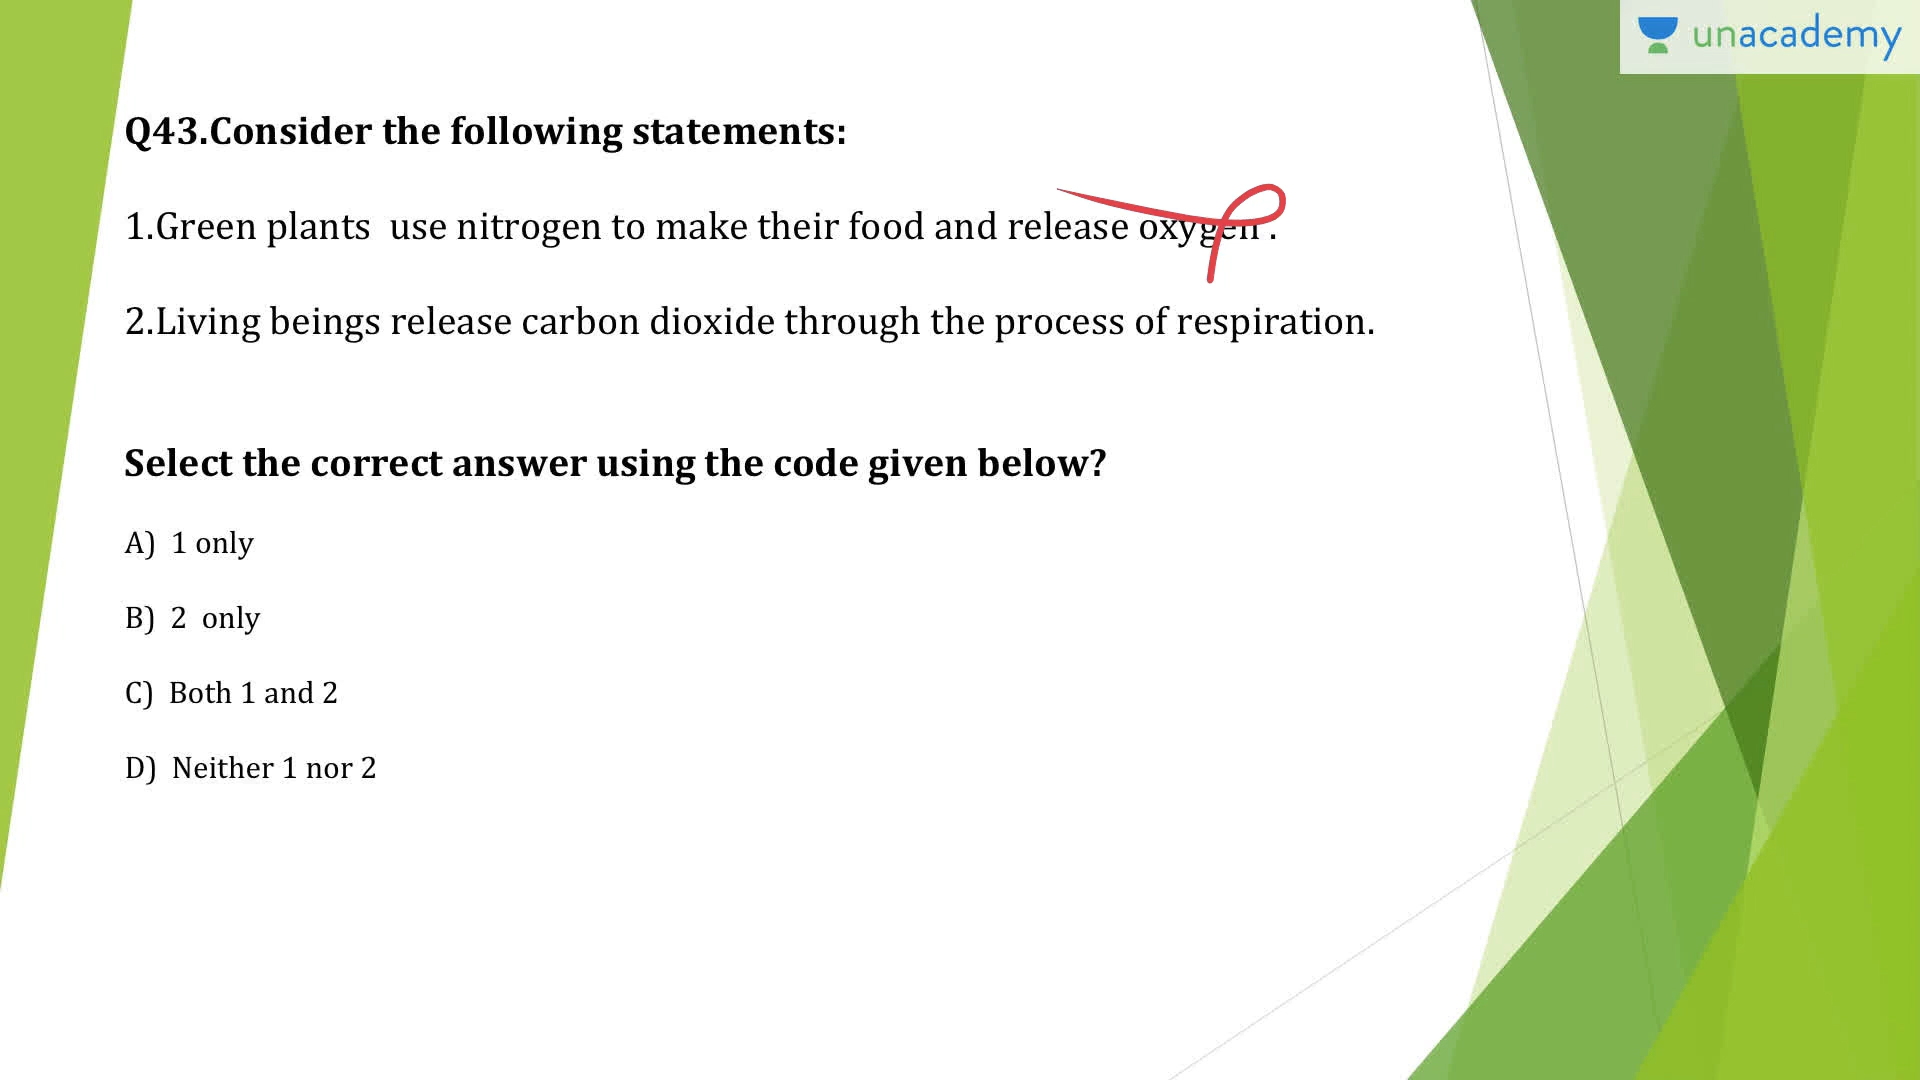 unacademy
Q43.Consider the following statements:
1.Green plants  use nitrogen to make their food and release oxygen .
2.Living beings release carbon dioxide through the process of respiration.
Select the correct answer using the code given below?
A)  1 only
B)  2  only
C)  Both 1 and 2
D)  Neither 1 nor 2